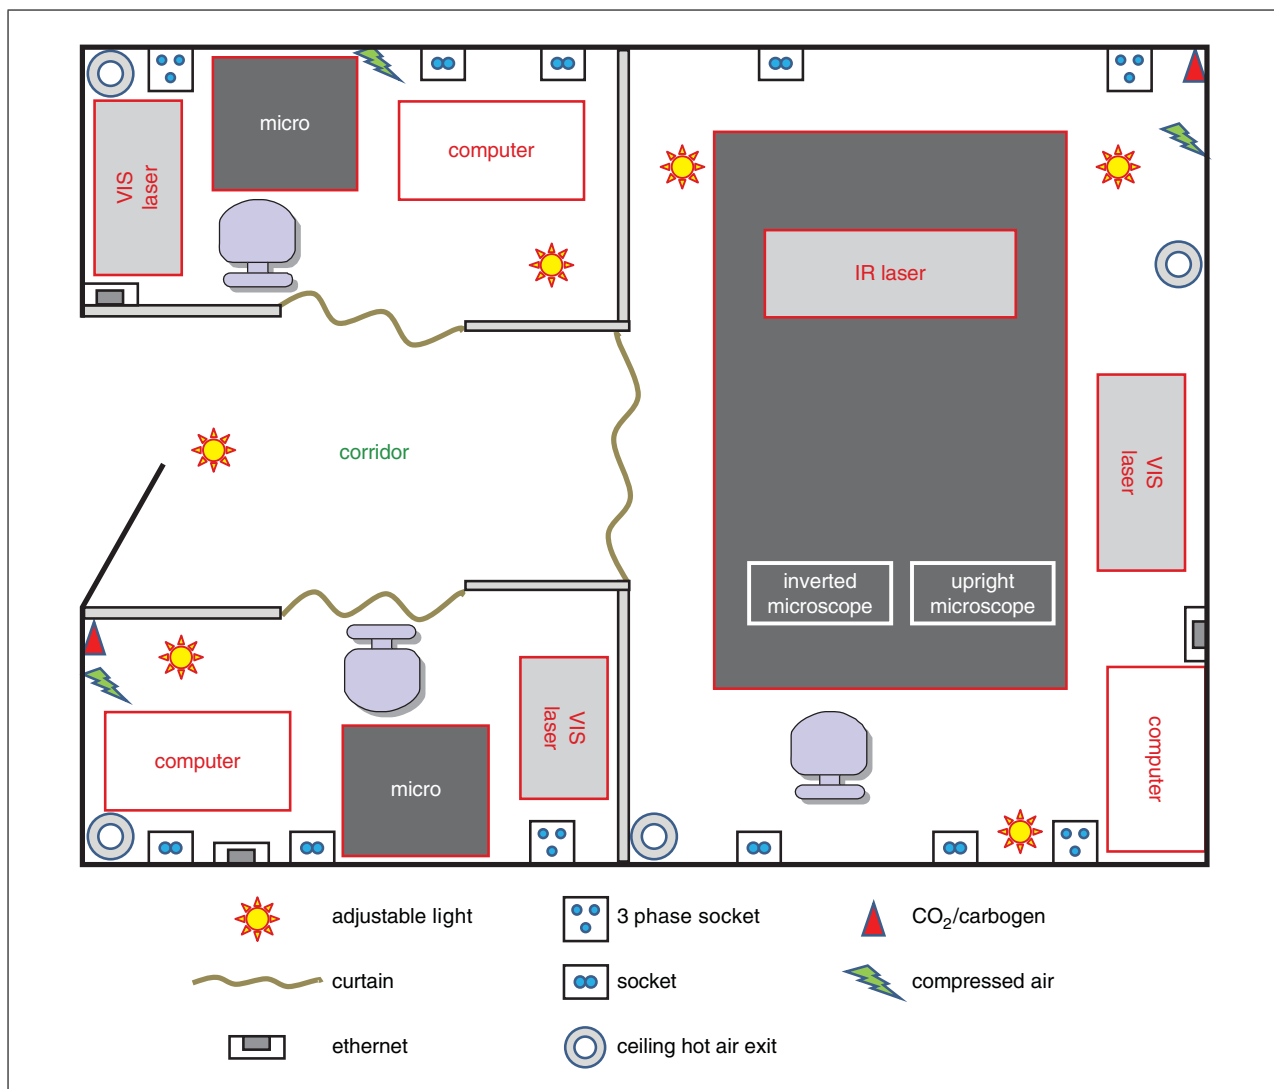 micro
computer
VIS
laser
IR laser
corridor
VIS
laser
inverted
microscope
upright
microscope
VIS
laser
computer
micro
computer
adjustable light
3 phase socket
CO2/carbogen
curtain
socket
compressed air
ethernet
ceiling hot air exit